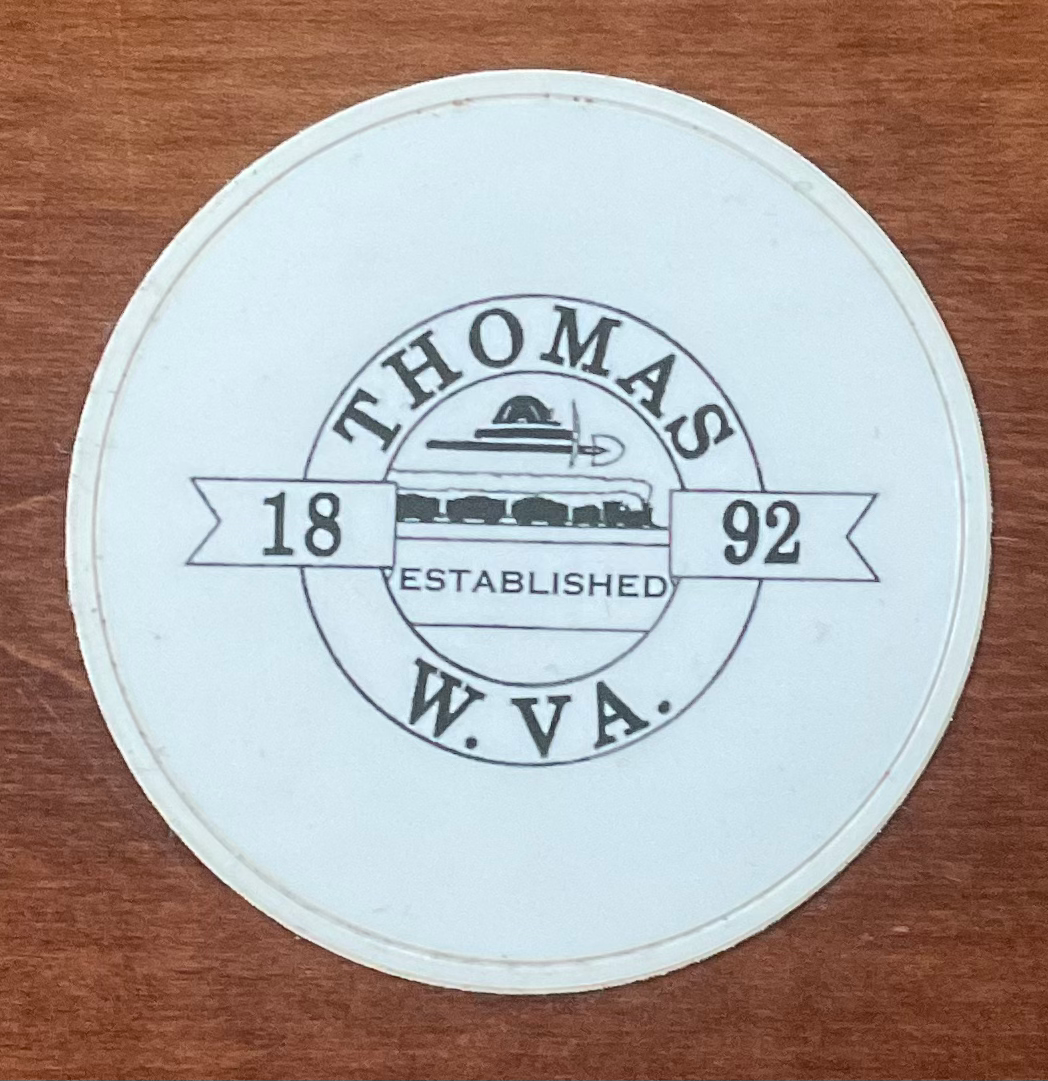 THOMAS
18 92
ESTABLISHED
W. VA.